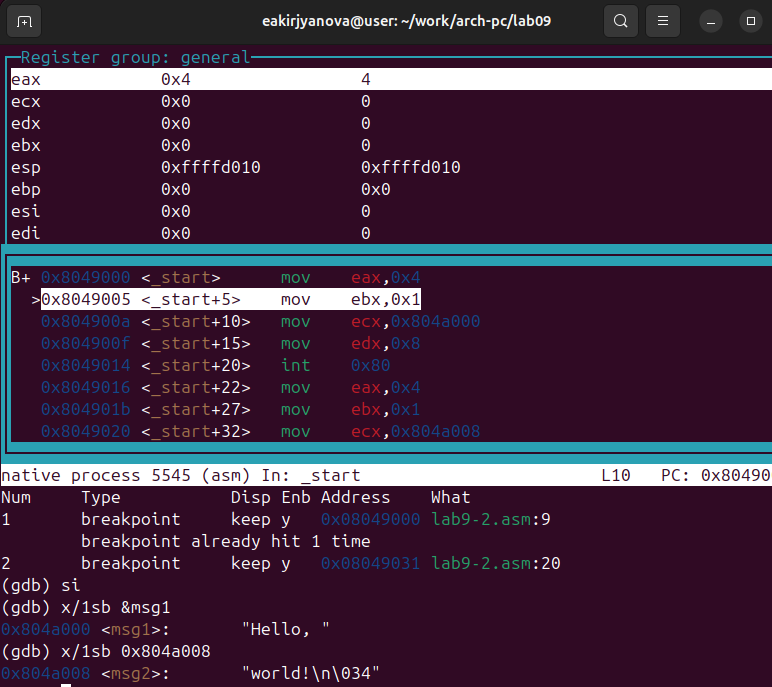 eakirjyanova@user: ~/work/arch-pc/lab09
Register group: general
eax 0x4 4
ecx 0x0 0
edx 0x0 0
ebx 0x0 0
esp 0xffffd010 0xffffd010
ebp 0x0 0x0
esi 0x0 0
edi 0x0 0
B+ 0x8049000 <_start> mov eax,0x4
>0x8049005 <_start+5> mov ebx,0x1
0x804900a <_start+10> mov ecx,0x804a000
0x804900f <_start+15> mov edx,0x8
0x8049014 <_start+20> int 0x80
0x8049016 <_start+22> mov eax,0x4
0x804901b <_start+27> mov ebx,0x1
0x8049020 <_start+32> mov ecx,0x804a008
native process 5545 (asm) In: _start L10 PC: 0x80490
Num Type Disp Enb Address What
1 breakpoint keep y 0x08049000 lab9-2.asm:9
breakpoint already hit 1 time
2 breakpoint keep y 0x08049031 lab9-2.asm:20
(gdb) si
(gdb) x/1sb &msg1
0x804a000 <msg1>: "Hello, "
(gdb) x/1sb 0x804a008
0x804a008 <msg2>: "world!\n\034"